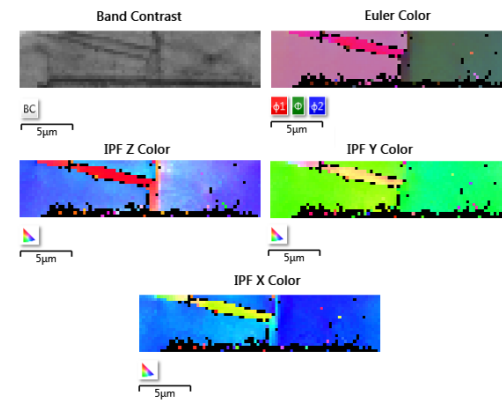 Band Contrast
Euler Color
BC
5μm
ϕ1 Φ ϕ2
5μm
IPF Z Color
IPF Y Color
5μm
5μm
IPF X Color
5μm